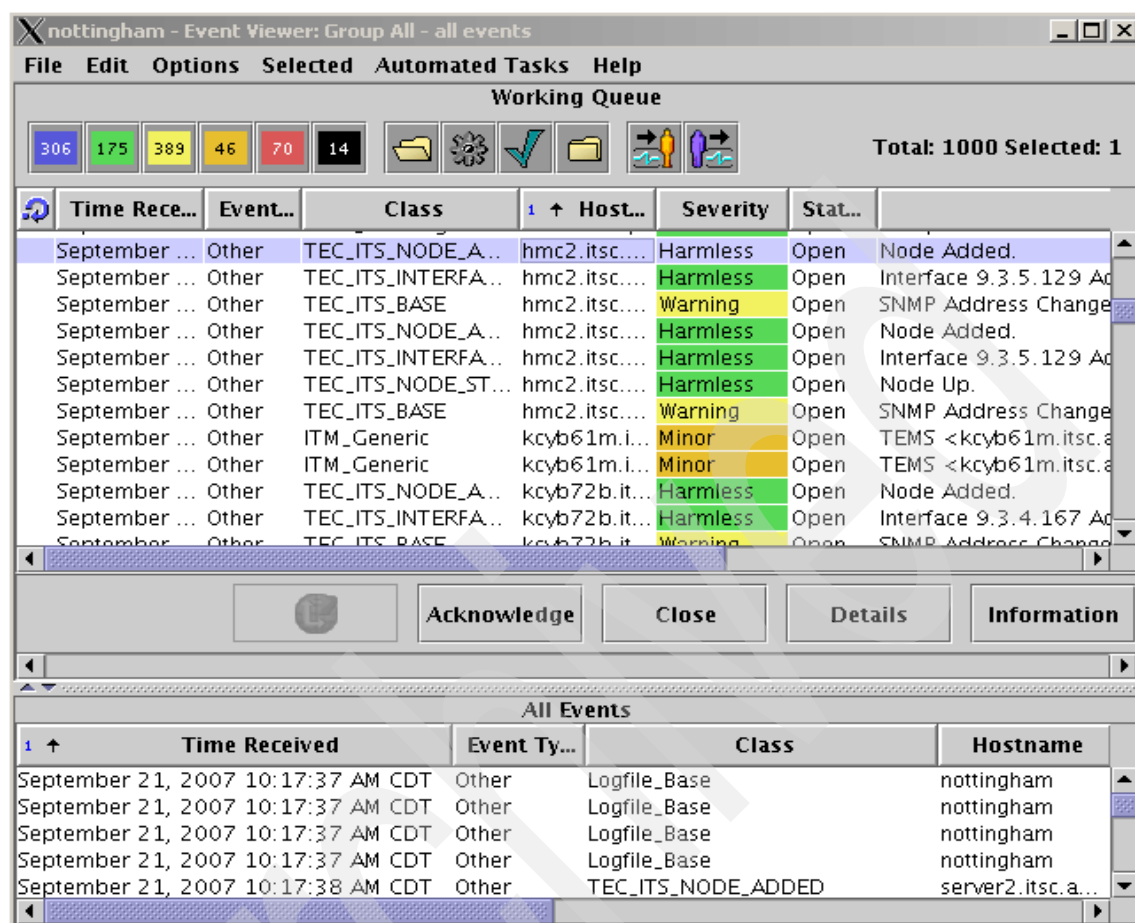 nottingham - Event Viewer: Group All - all events
File Edit Options Selected Automated Tasks Help
Working Queue
306 175 389 46 70 14 Total: 1000 Selected: 1
Time Rece... Event... Class 1 Host... Severity Stat...
September ... Other TEC_ITS_NODE_A... hmc2.itsc.... Harmless Open Node Added.
September ... Other TEC_ITS_INTERFA... hmc2.itsc.... Harmless Open Interface 9.3.5.129 Ad
September ... Other TEC_ITS_BASE hmc2.itsc.... Warning Open SNMP Address Change
September ... Other TEC_ITS_NODE_A... hmc2.itsc.... Harmless Open Node Added.
September ... Other TEC_ITS_INTERFA... hmc2.itsc.... Harmless Open Interface 9.3.5.129 Ad
September ... Other TEC_ITS_NODE_ST... hmc2.itsc.... Harmless Open Node Up.
September ... Other TEC_ITS_BASE hmc2.itsc.... Warning Open SNMP Address Change
September ... Other ITM_Generic kcyb61m.i... Minor Open TEMS <kcyb61m.itsc.a
September ... Other ITM_Generic kcyb61m.i... Minor Open TEMS <kcyb61m.itsc.a
September ... Other TEC_ITS_NODE_A... kcyb72b.it... Harmless Open Node Added.
September ... Other TEC_ITS_INTERFA... kcyb72b.it... Harmless Open Interface 9.3.4.167 Ad
September ... Other TEC_ITS_BASE kcyb72b.it... Warning Open SNMP Address Change
Acknowledge Close Details Information
All Events
1 Time Received Event Ty... Class Hostname
September 21, 2007 10:17:37 AM CDT Other Logfile_Base nottingham
September 21, 2007 10:17:37 AM CDT Other Logfile_Base nottingham
September 21, 2007 10:17:37 AM CDT Other Logfile_Base nottingham
September 21, 2007 10:17:37 AM CDT Other Logfile_Base nottingham
September 21, 2007 10:17:38 AM CDT Other TEC_ITS_NODE_ADDED server2.itsc.a...